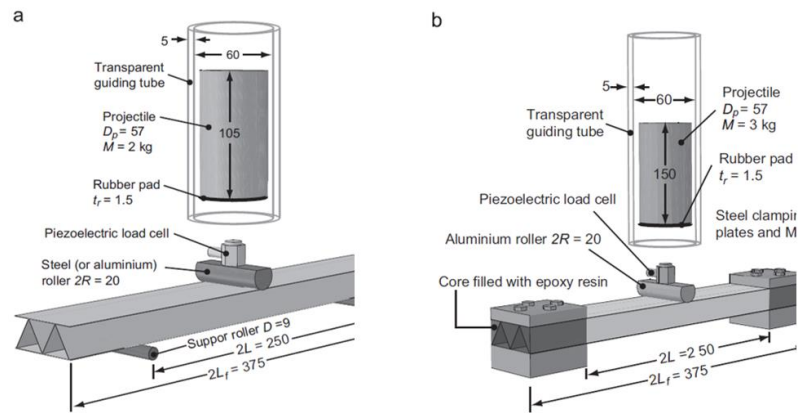 a
5
60
Transparent
guiding tube
Projectile
Dp= 57
M = 2 kg
105
Rubber pad
tr = 1.5
Piezoelectric load cell
Steel (or aluminium)
roller 2R = 20
Suppor roller D =9
2L = 250
2Lf = 375
b
5
60
Transparent
guiding tube
Projectile
Dp= 57
M = 3 kg
150
Rubber pad
tr = 1.5
Piezoelectric load cell
Steel clampin
plates and M
Aluminium roller 2R = 20
Core filled with epoxy resin
2L =2 50
2Lf = 375